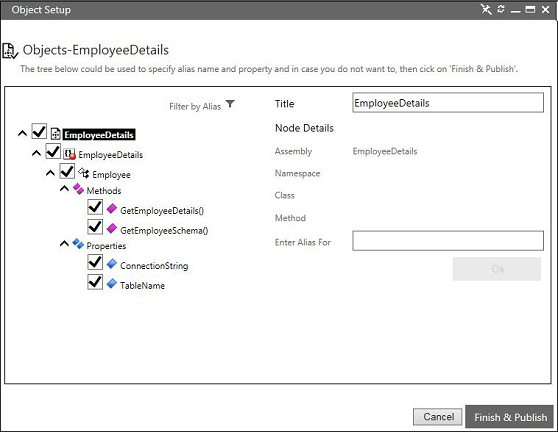 Object Setup
Objects-EmployeeDetails
The tree below could be used to specify alias name and property and in case you do not want to, then cick on 'Finish & Publish'.
Filter by Alias
EmployeeDetails
EmployeeDetails
Employee
Methods
GetEmployeeDetails()
GetEmployeeSchema()
Properties
ConnectionString
TableName
Title EmployeeDetails
Node Details
Assembly EmployeeDetails
Namespace
Class
Method
Enter Alias For
Ok
Cancel Finish & Publish